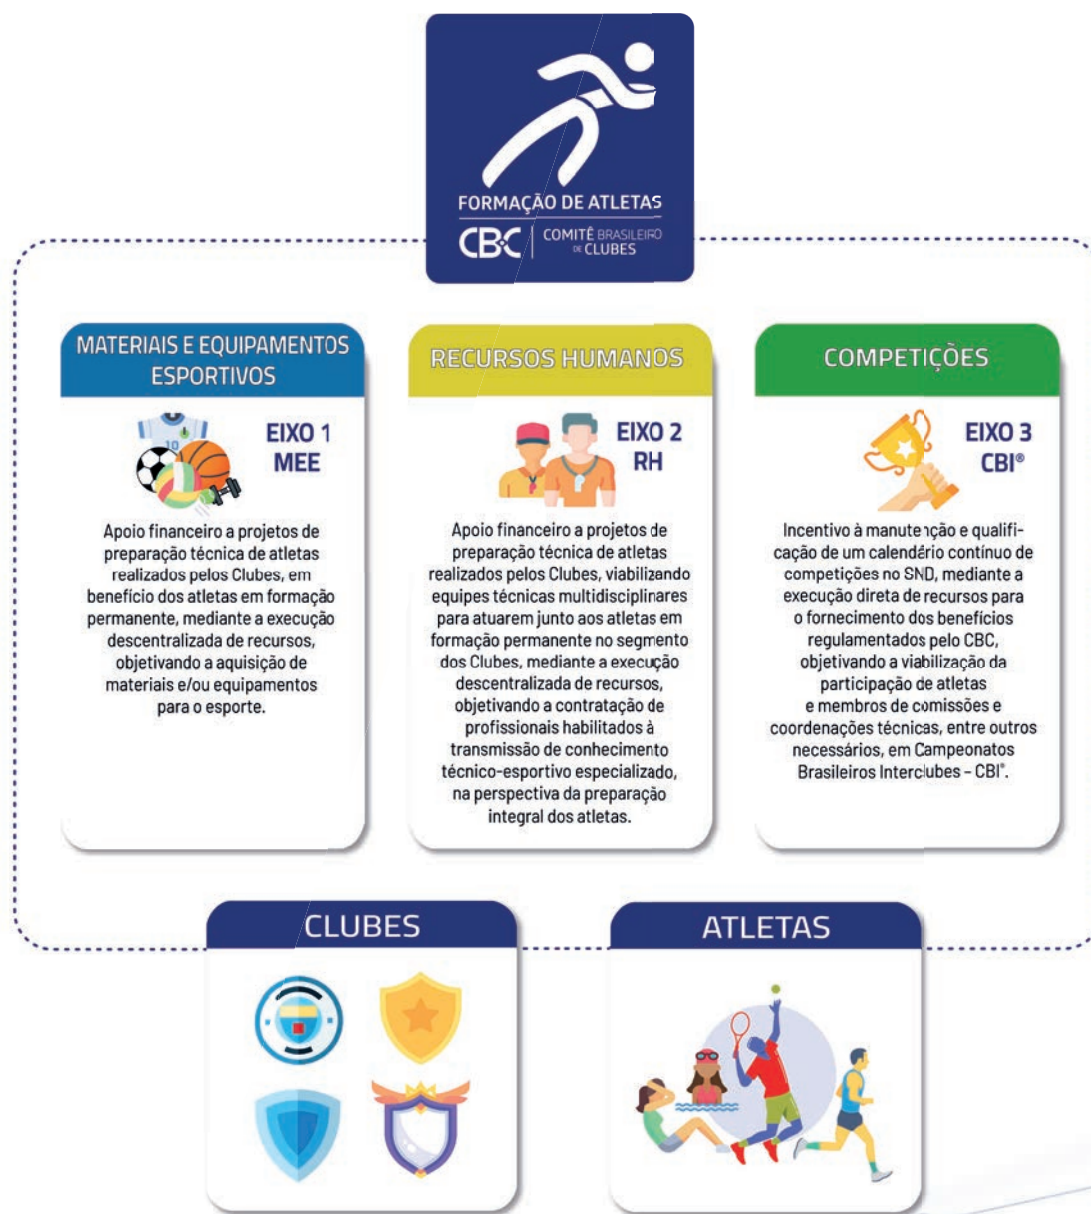 FORMAÇÃO DE ATLETAS
CBC
COMITÊ BRASILEIRO
DE CLUBES
MATERIAIS E EQUIPAMENTOS
ESPORTIVOS
EIXO 1
MEE
10
Apoio financeiro a projetos de
preparação técnica de atletas
realizados pelos Clubes, em
benefício dos atletas em formação
permanente, mediante a execução
descentralizada de recursos,
objetivando a aquisição de
materiais e/ou equipamentos
para o esporte.
RECURSOS HUMANOS
EIXO 2
RH
Apoio financeiro a projetos de
preparação técnica de atletas
realizados pelos Clubes, viabilizando
equipes técnicas multidisciplinares
para atuarem junto aos atletas em
formação permanente no segmento
dos Clubes, mediante a execução
descentralizada de recursos,
objetivando a contratação de
profissionais habilitados à
transmissão de conhecimento
técnico-esportivo especializado,
na perspectiva da preparação
integral dos atletas.
COMPETIÇÕES
EIXO 3
CBI®
Incentivo à manutenção e qualifi-
cação de um calendário contínuo de
competições no SND, mediante a
execução direta de recursos para
o fornecimento dos benefícios
regulamentados pelo CBC,
objetivando a viabilização da
participação de atletas
e membros de comissões e
coordenações técnicas, entre outros
necessários, em Campeonatos
Brasileiros Interclubes – CBI®.
CLUBES
ATLETAS